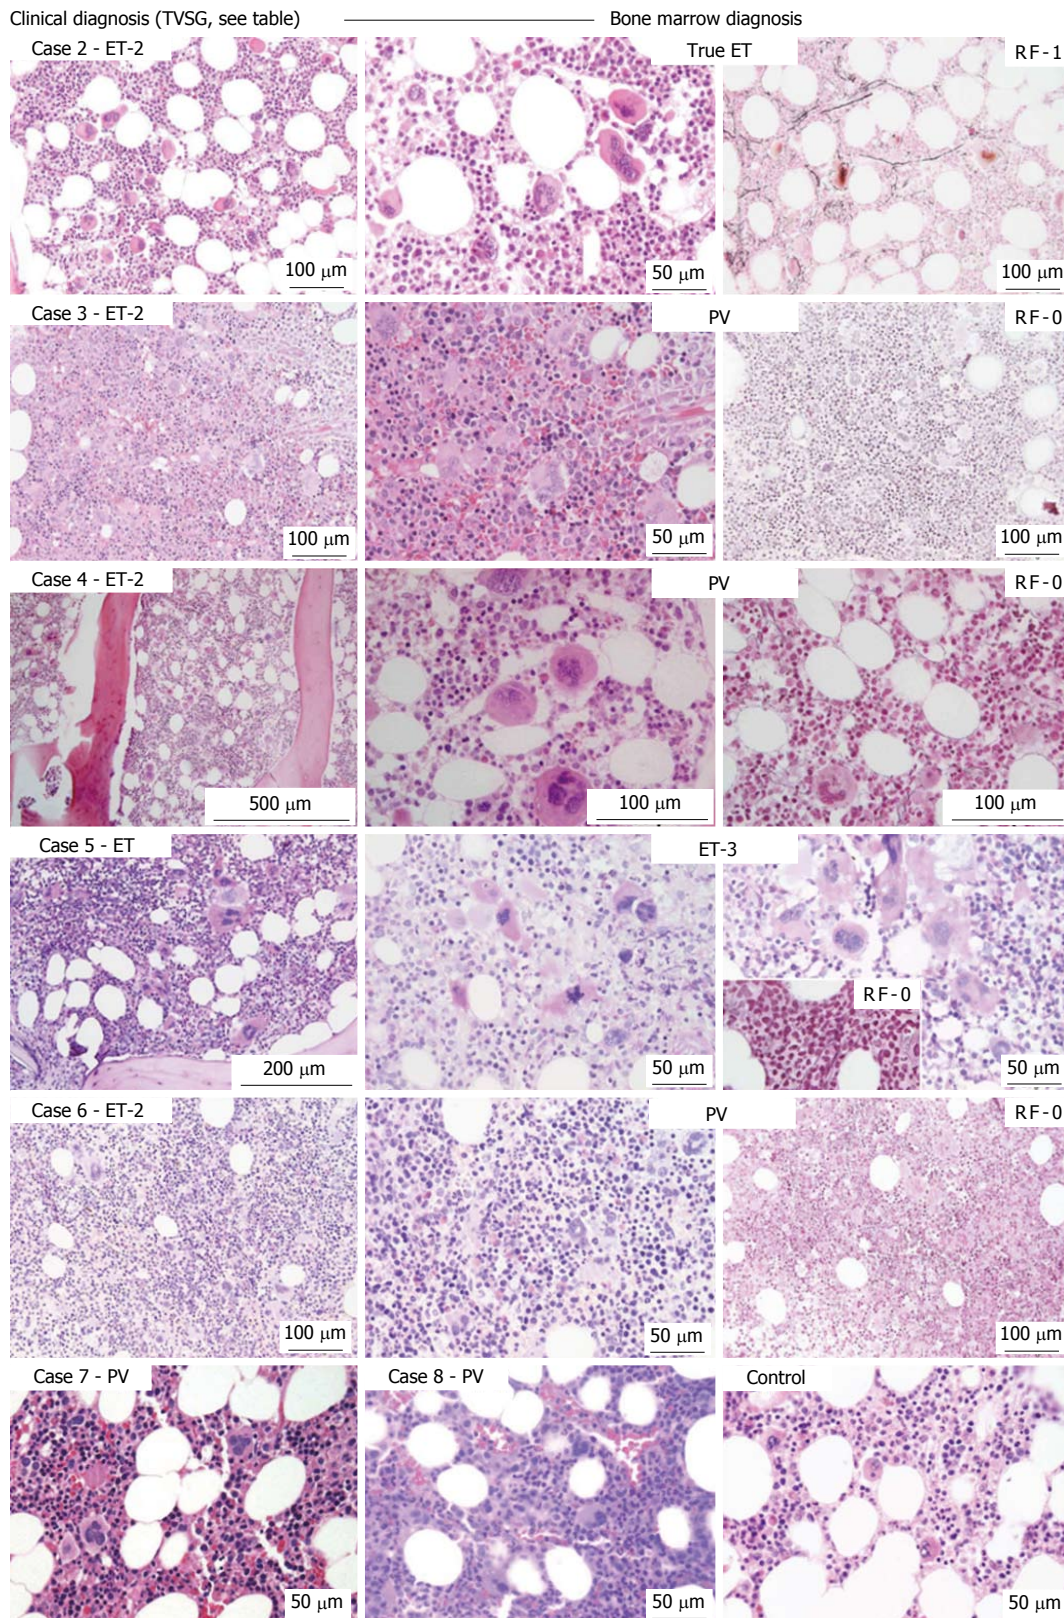 Clinical diagnosis (TVSG, see table) Bone marrow diagnosis
Case 2 - ET-2 True ET RF-1
100 μm 50 μm 100 μm
Case 3 - ET-2 PV RF-0
100 μm 50 μm 100 μm
Case 4 - ET-2 PV RF-0
500 μm 100 μm 100 μm
Case 5 - ET ET-3
RF-0
200 μm 50 μm 50 μm
Case 6 - ET-2 PV RF-0
100 μm 50 μm 100 μm
Case 7 - PV Case 8 - PV Control
50 μm 50 μm 50 μm